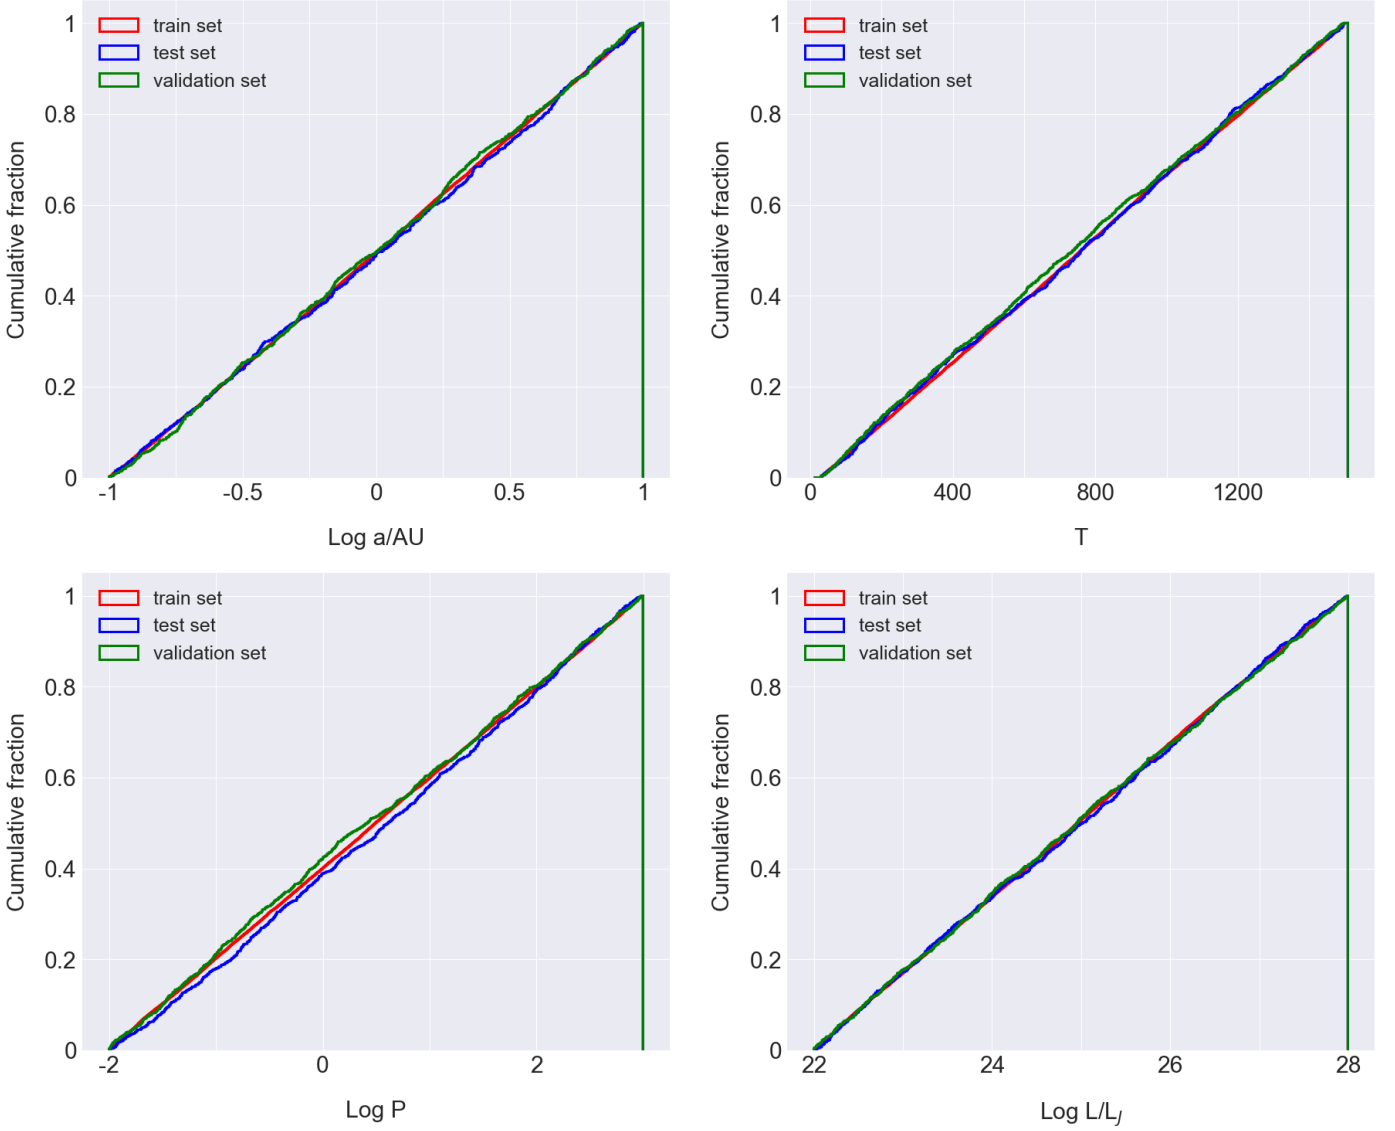 train set
test set
validation set
Cumulative fraction
1
0.8
0.6
0.4
0.2
0
-1
-0.5
0
0.5
1
Log a/AU
train set
test set
validation set
Cumulative fraction
1
0.8
0.6
0.4
0.2
0
0
400
800
1200
T
train set
test set
validation set
Cumulative fraction
1
0.8
0.6
0.4
0.2
0
-2
0
2
Log P
train set
test set
validation set
Cumulative fraction
1
0.8
0.6
0.4
0.2
0
22
24
26
28
Log L/L_J